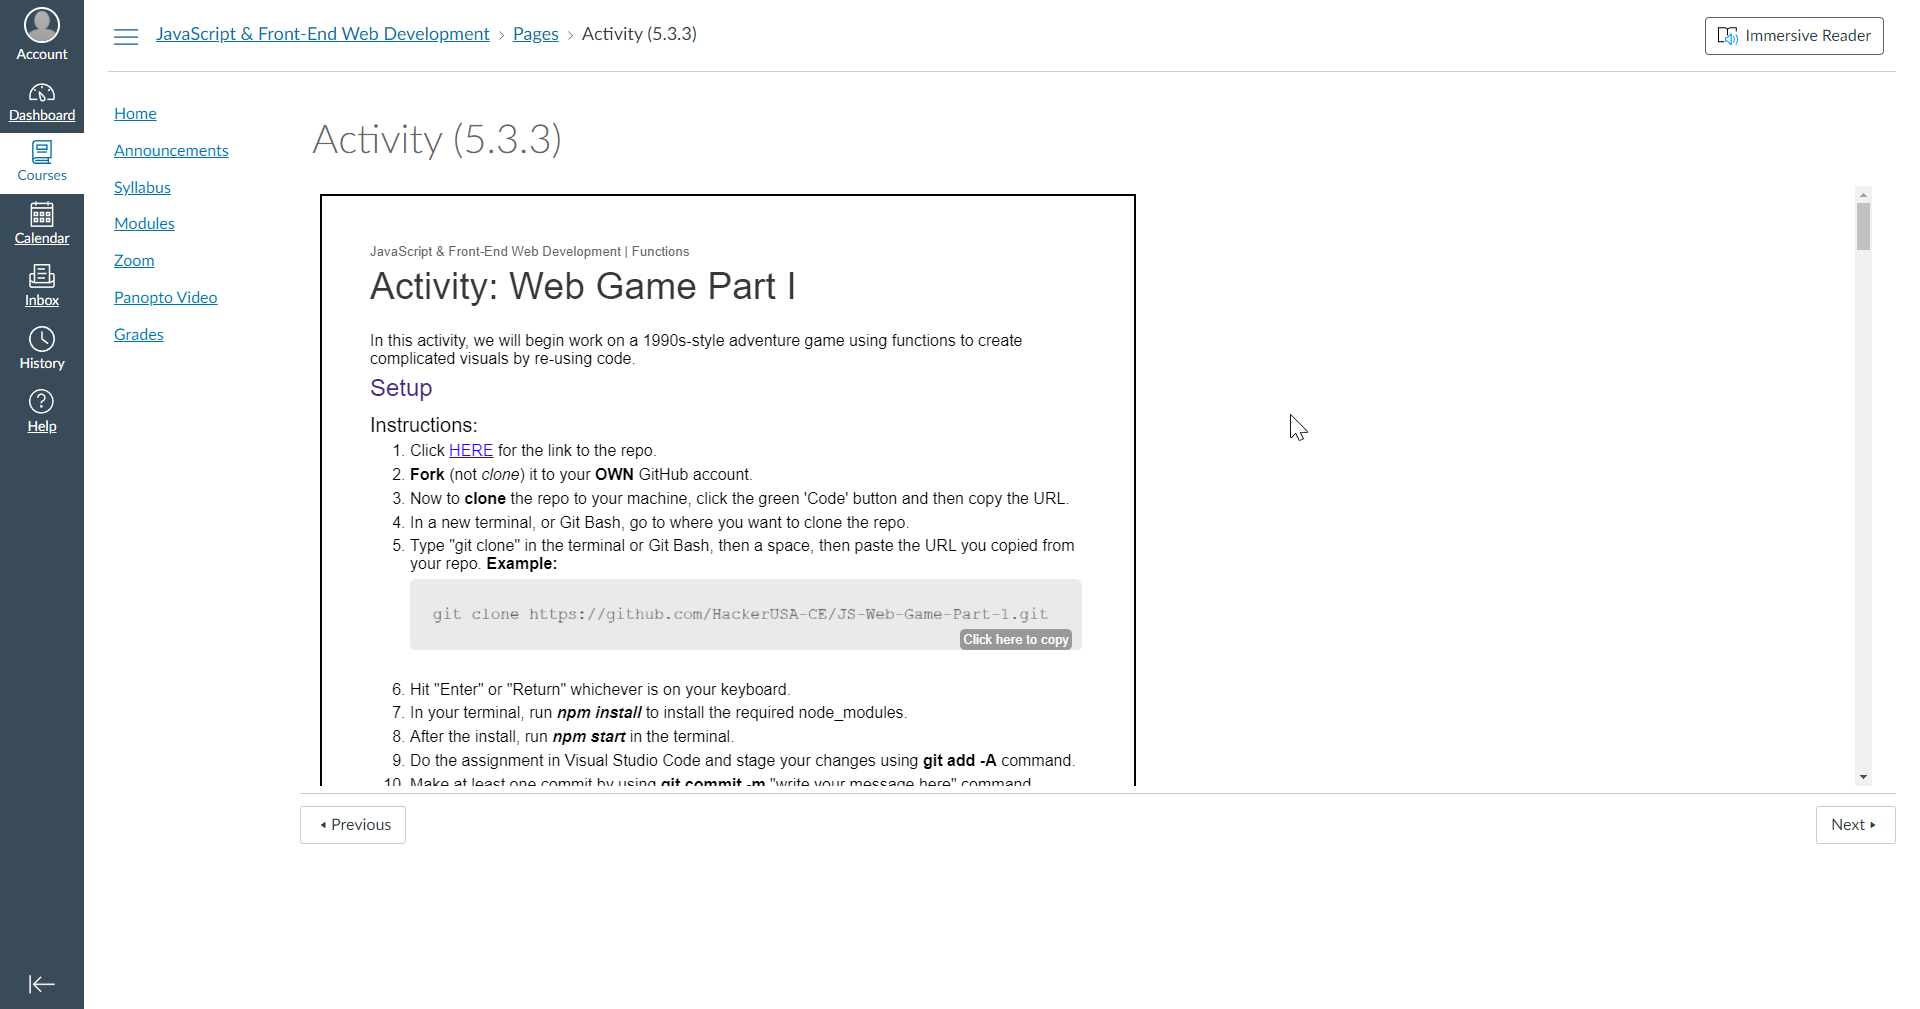 Account
Dashboard
Courses
Calendar
Inbox
History
Help
JavaScript & Front-End Web Development › Pages › Activity (5.3.3)
Immersive Reader
Home
Announcements
Syllabus
Modules
Zoom
Panopto Video
Grades
Activity (5.3.3)
JavaScript & Front-End Web Development | Functions
Activity: Web Game Part I
In this activity, we will begin work on a 1990s-style adventure game using functions to create
complicated visuals by re-using code.
Setup
Instructions:
1. Click HERE for the link to the repo.
2. Fork (not clone) it to your OWN GitHub account.
3. Now to clone the repo to your machine, click the green 'Code' button and then copy the URL.
4. In a new terminal, or Git Bash, go to where you want to clone the repo.
5. Type "git clone" in the terminal or Git Bash, then a space, then paste the URL you copied from
your repo. Example:
git clone https://github.com/HackerUSA-CE/JS-Web-Game-Part-1.git
Click here to copy
6. Hit "Enter" or "Return" whichever is on your keyboard.
7. In your terminal, run npm install to install the required node_modules.
8. After the install, run npm start in the terminal.
9. Do the assignment in Visual Studio Code and stage your changes using git add -A command.
10. Make at least one commit by using git commit -m "write your message here" command
Previous
Next